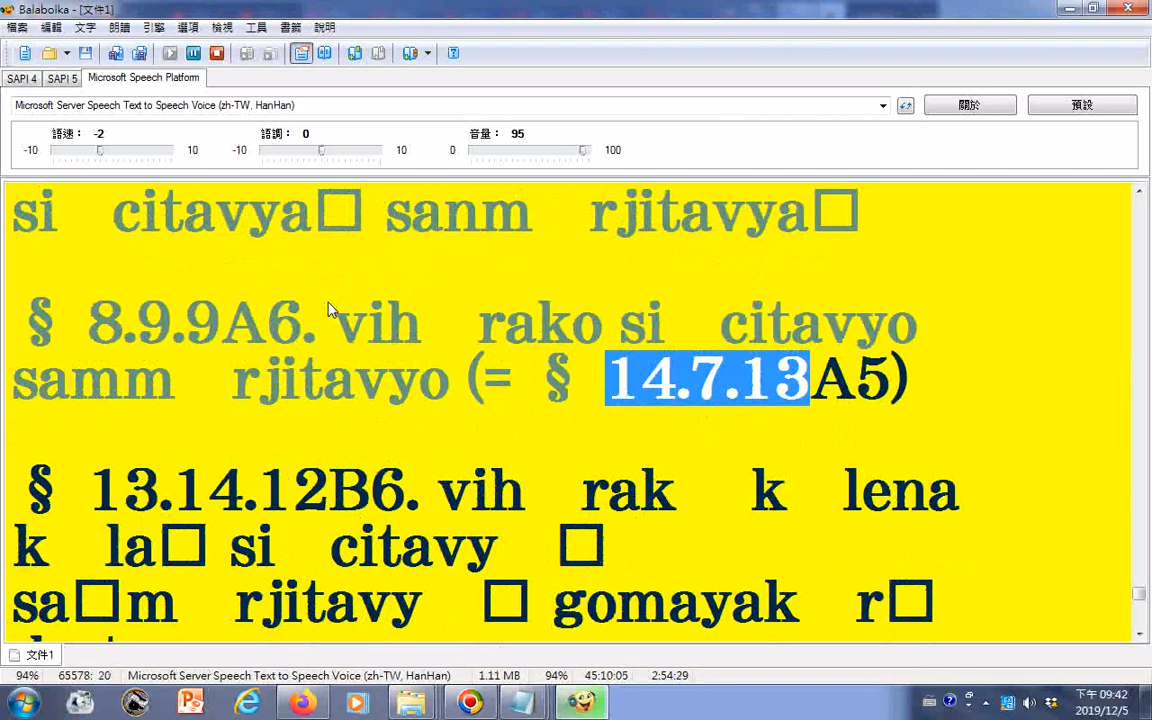 Balabolka - [文件1]
檔案 編輯 文字 朗讀 引擎 選項 檢視 工具 書籤 說明
SAPI 4 SAPI 5 Microsoft Speech Platform
Microsoft Server Speech Text to Speech Voice (zh-TW, HanHan) 關於 預設
語速： -2 語調： 0 音量： 95
-10 10 -10 10 0 100
si citavya□ sanm rjitavya□
§ 8.9.9A6. vih rako si citavyo
samm rjitavyo (= § 14.7.13A5)
§ 13.14.12B6. vih rak k lena
k la□ si citavy □
sa□m rjitavy □ gomayak r□
文件1
94% 65578: 20 Microsoft Server Speech Text to Speech Voice (zh-TW, HanHan) 1.11 MB 94% 45:10:05 2:54:29
下午 09:42
2019/12/5